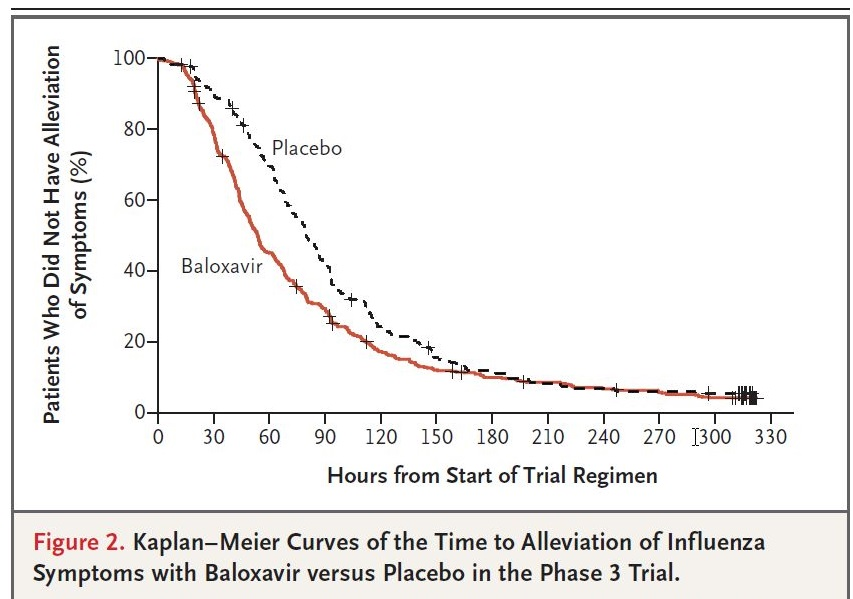 Patients Who Did Not Have Alleviation
of Symptoms (%)
100
80
60
40
20
0
Placebo
Baloxavir
0 30 60 90 120 150 180 210 240 270 300 330
Hours from Start of Trial Regimen
Figure 2. Kaplan–Meier Curves of the Time to Alleviation of Influenza
Symptoms with Baloxavir versus Placebo in the Phase 3 Trial.